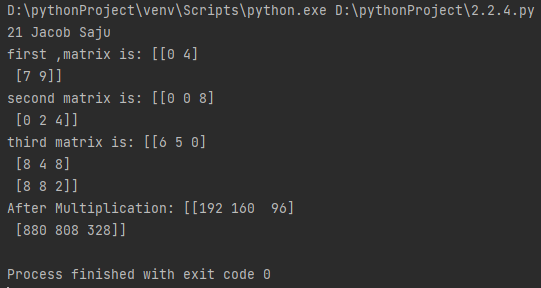 D:\pythonProject\venv\Scripts\python.exe D:\pythonProject\2.2.4.py
21 Jacob Saju
first ,matrix is: [[0 4]
 [7 9]]
second matrix is: [[0 0 8]
 [0 2 4]]
third matrix is: [[6 5 0]
 [8 4 8]
 [8 8 2]]
After Multiplication: [[192 160  96]
 [880 808 328]]
Process finished with exit code 0